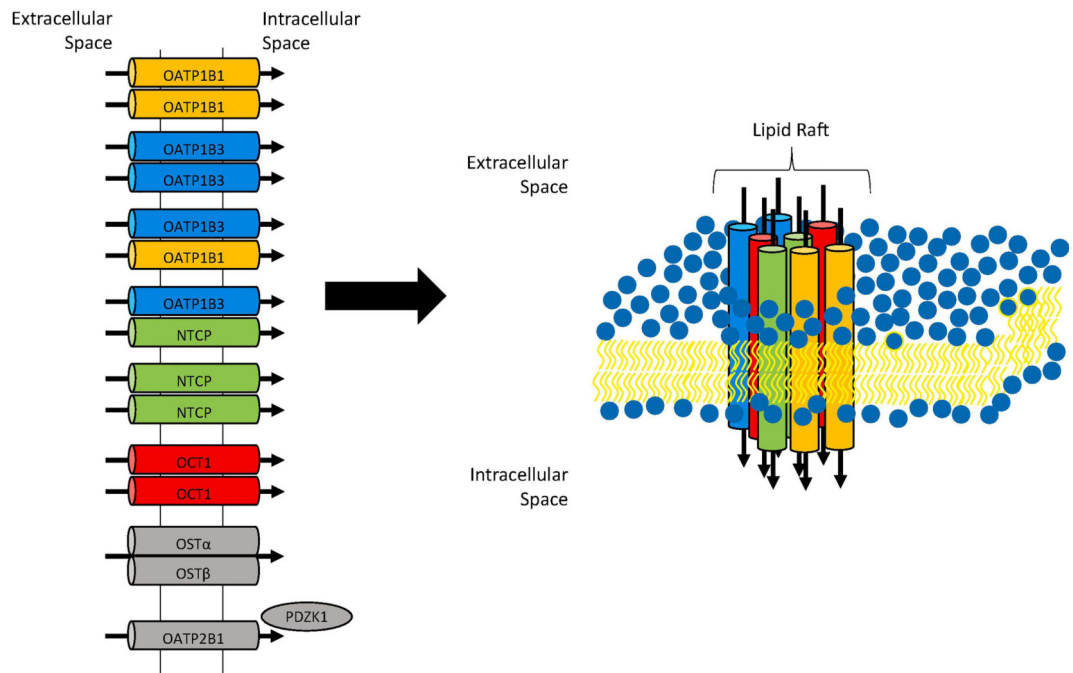 Extracellular
Space
Intracellular
Space
OATP1B1
OATP1B1
OATP1B3
OATP1B3
OATP1B3
OATP1B1
OATP1B3
NTCP
NTCP
NTCP
OCT1
OCT1
OSTα
OSTβ
PDZK1
OATP2B1
Lipid Raft
Extracellular
Space
Intracellular
Space